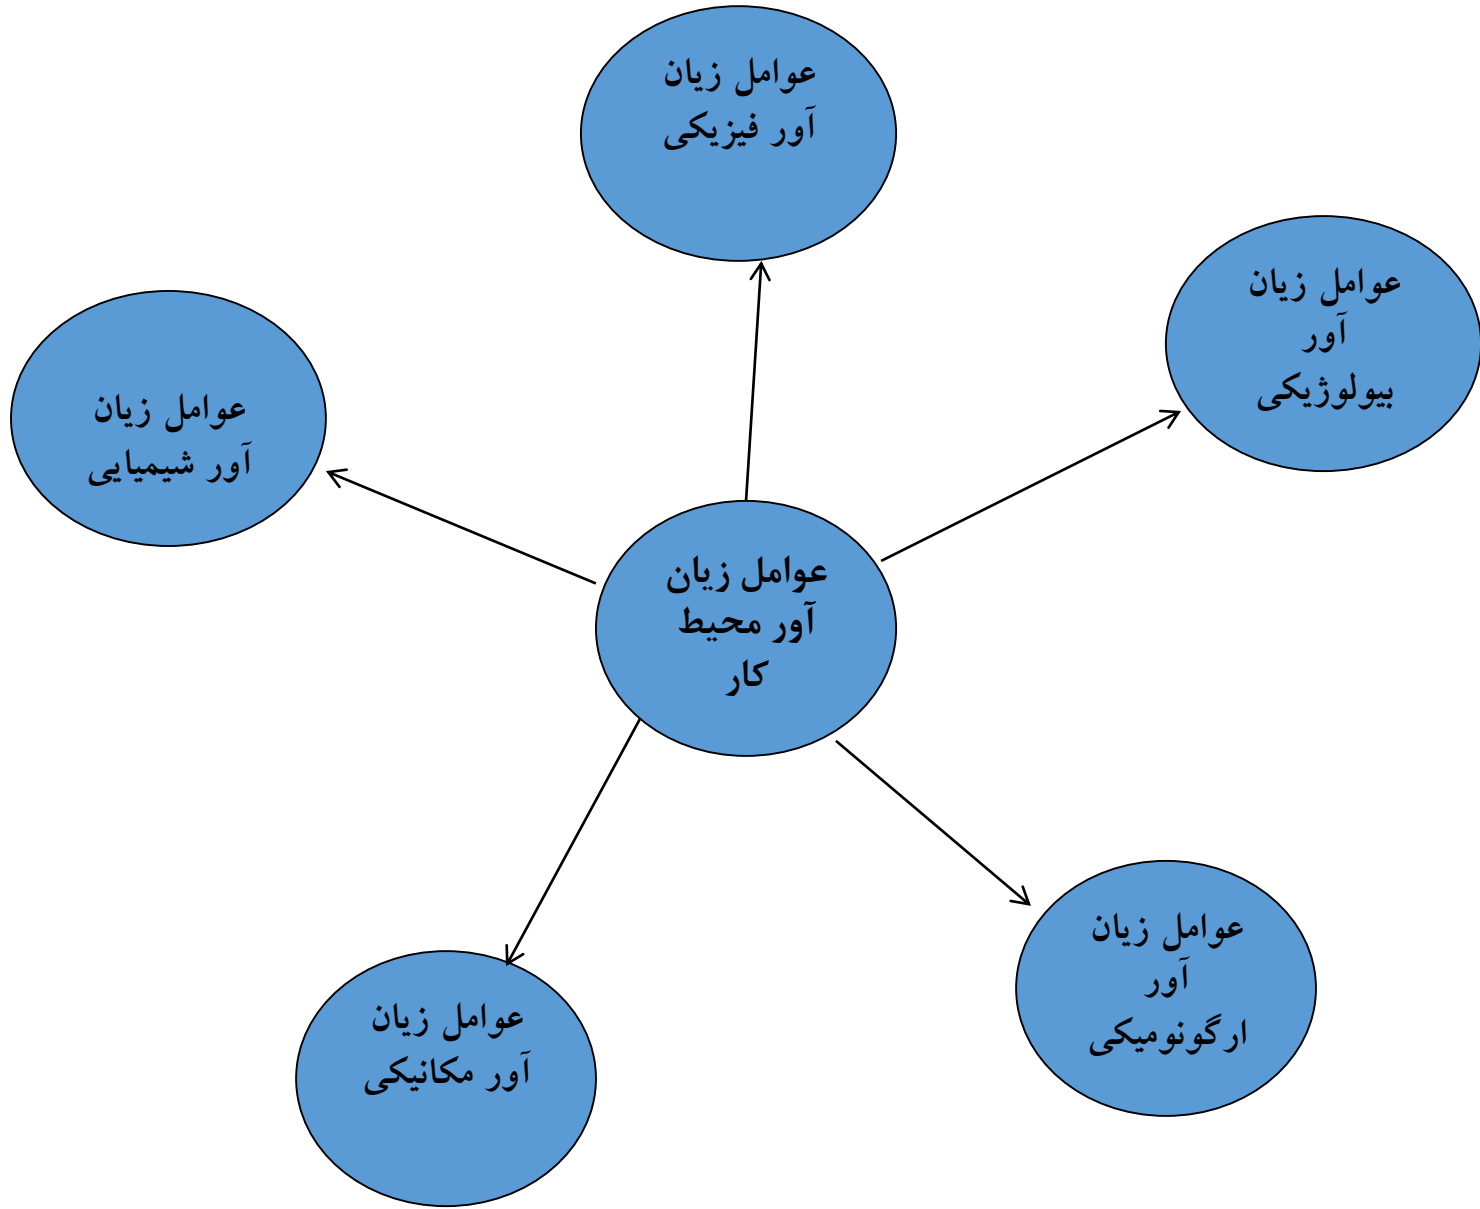 عوامل زیان
آور فیزیکی
عوامل زیان
آور
بیولوژیکی
عوامل زیان
آور شیمیایی
عوامل زیان
آور محیط
کار
عوامل زیان
آور
ارگونومیکی
عوامل زیان
آور مکانیکی